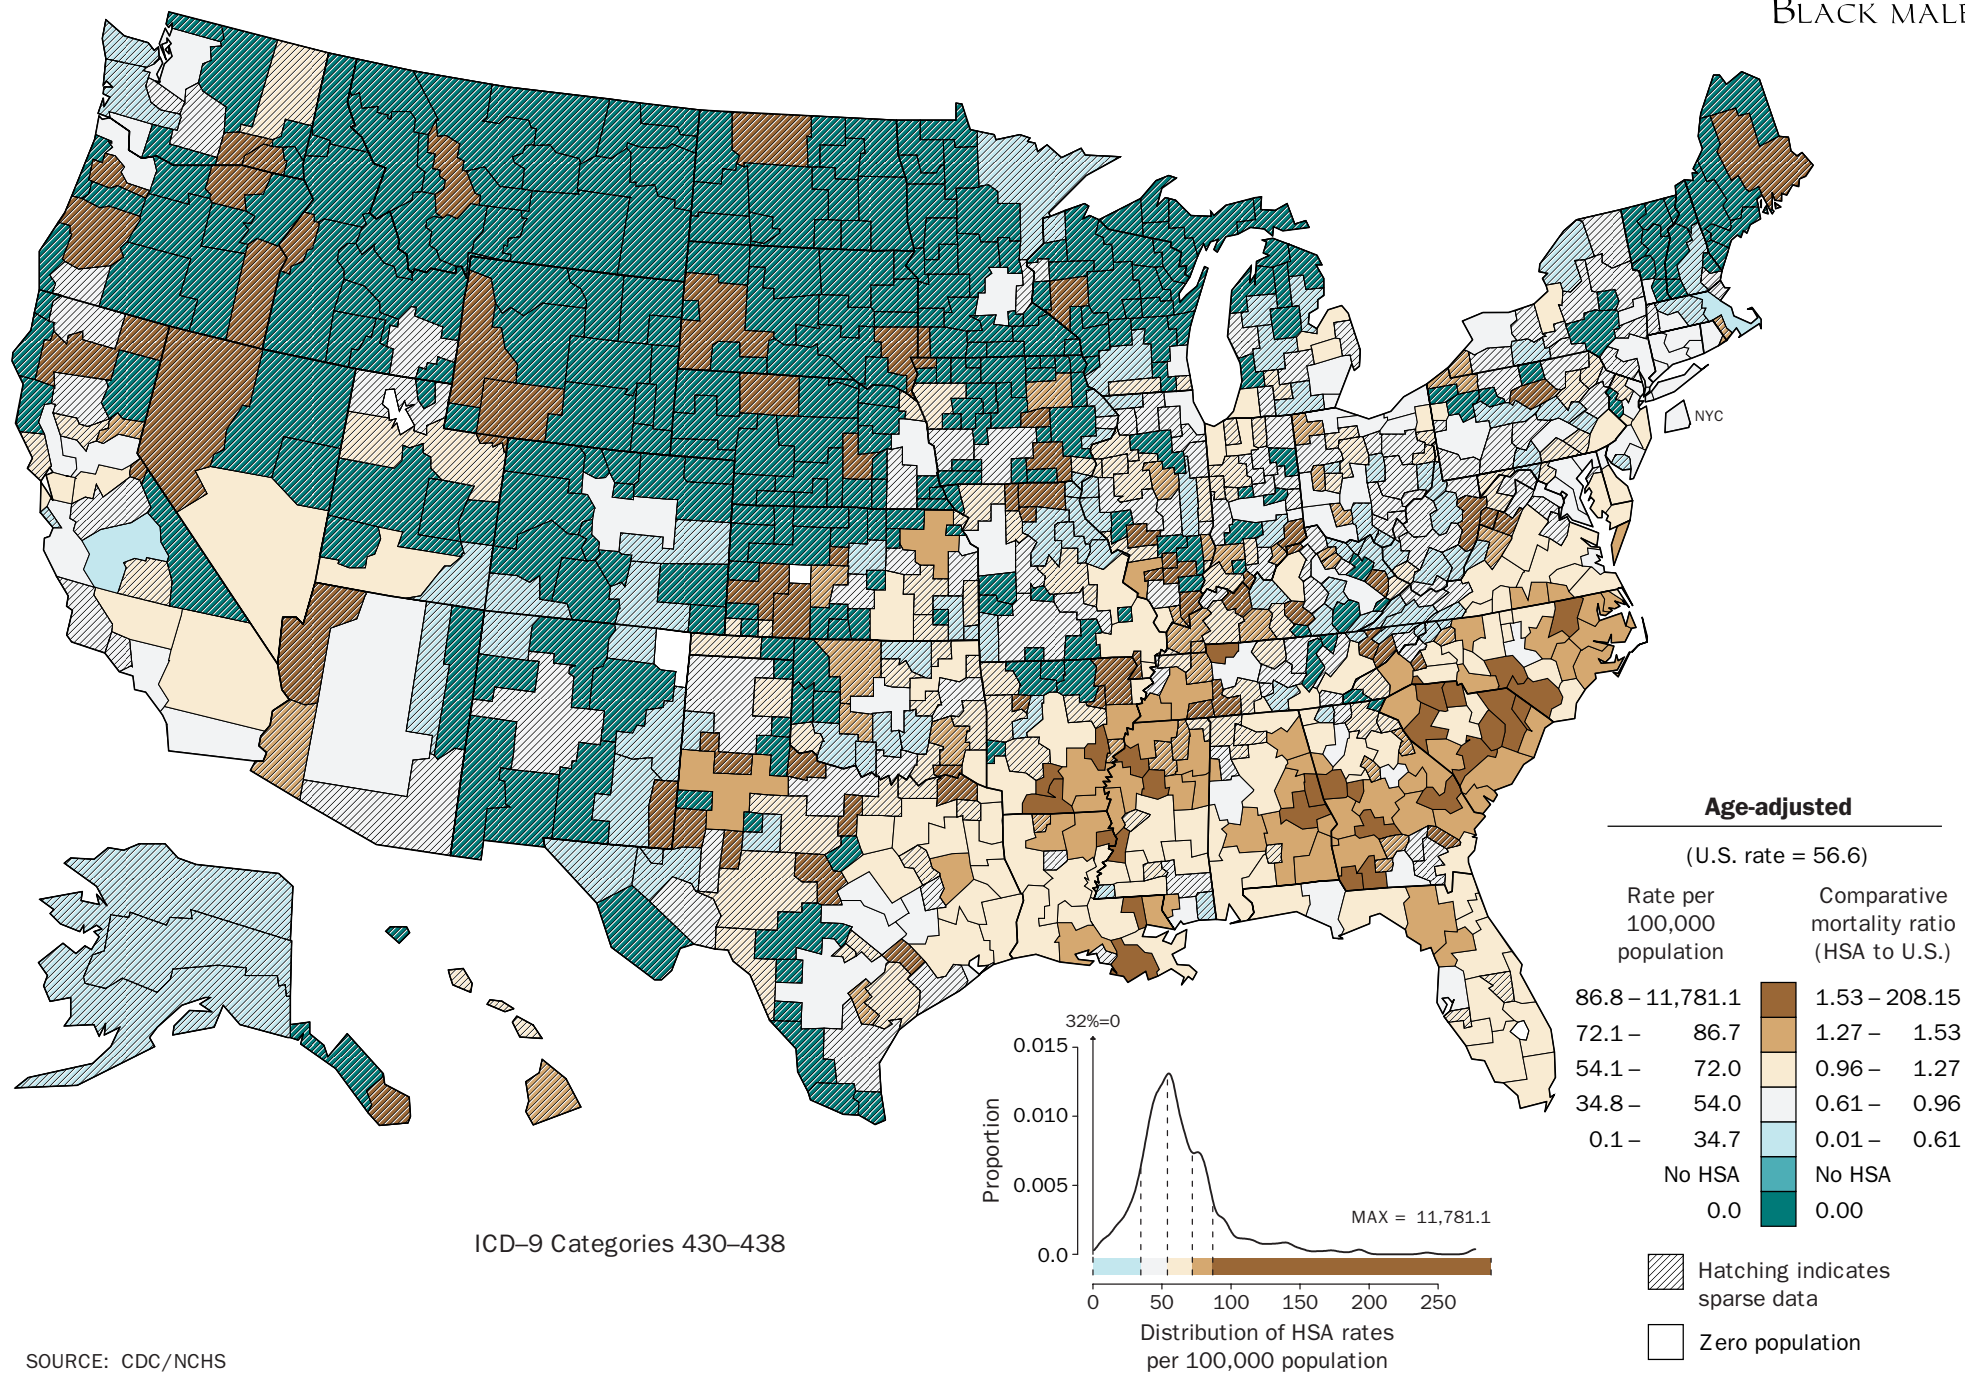 BLACK MALE
NYC
Age-adjusted
(U.S. rate = 56.6)
Rate per
100,000
population
Comparative
mortality ratio
(HSA to U.S.)
86.8 – 11,781.1 1.53 – 208.15
72.1 – 86.7 1.27 – 1.53
54.1 – 72.0 0.96 – 1.27
34.8 – 54.0 0.61 – 0.96
0.1 – 34.7 0.01 – 0.61
No HSA No HSA
0.0 0.00
Hatching indicates
sparse data
Zero population
32%=0
0.015
0.010
0.005
0.0
Proportion
MAX = 11,781.1
0 50 100 150 200 250
Distribution of HSA rates
per 100,000 population
ICD–9 Categories 430–438
SOURCE: CDC/NCHS